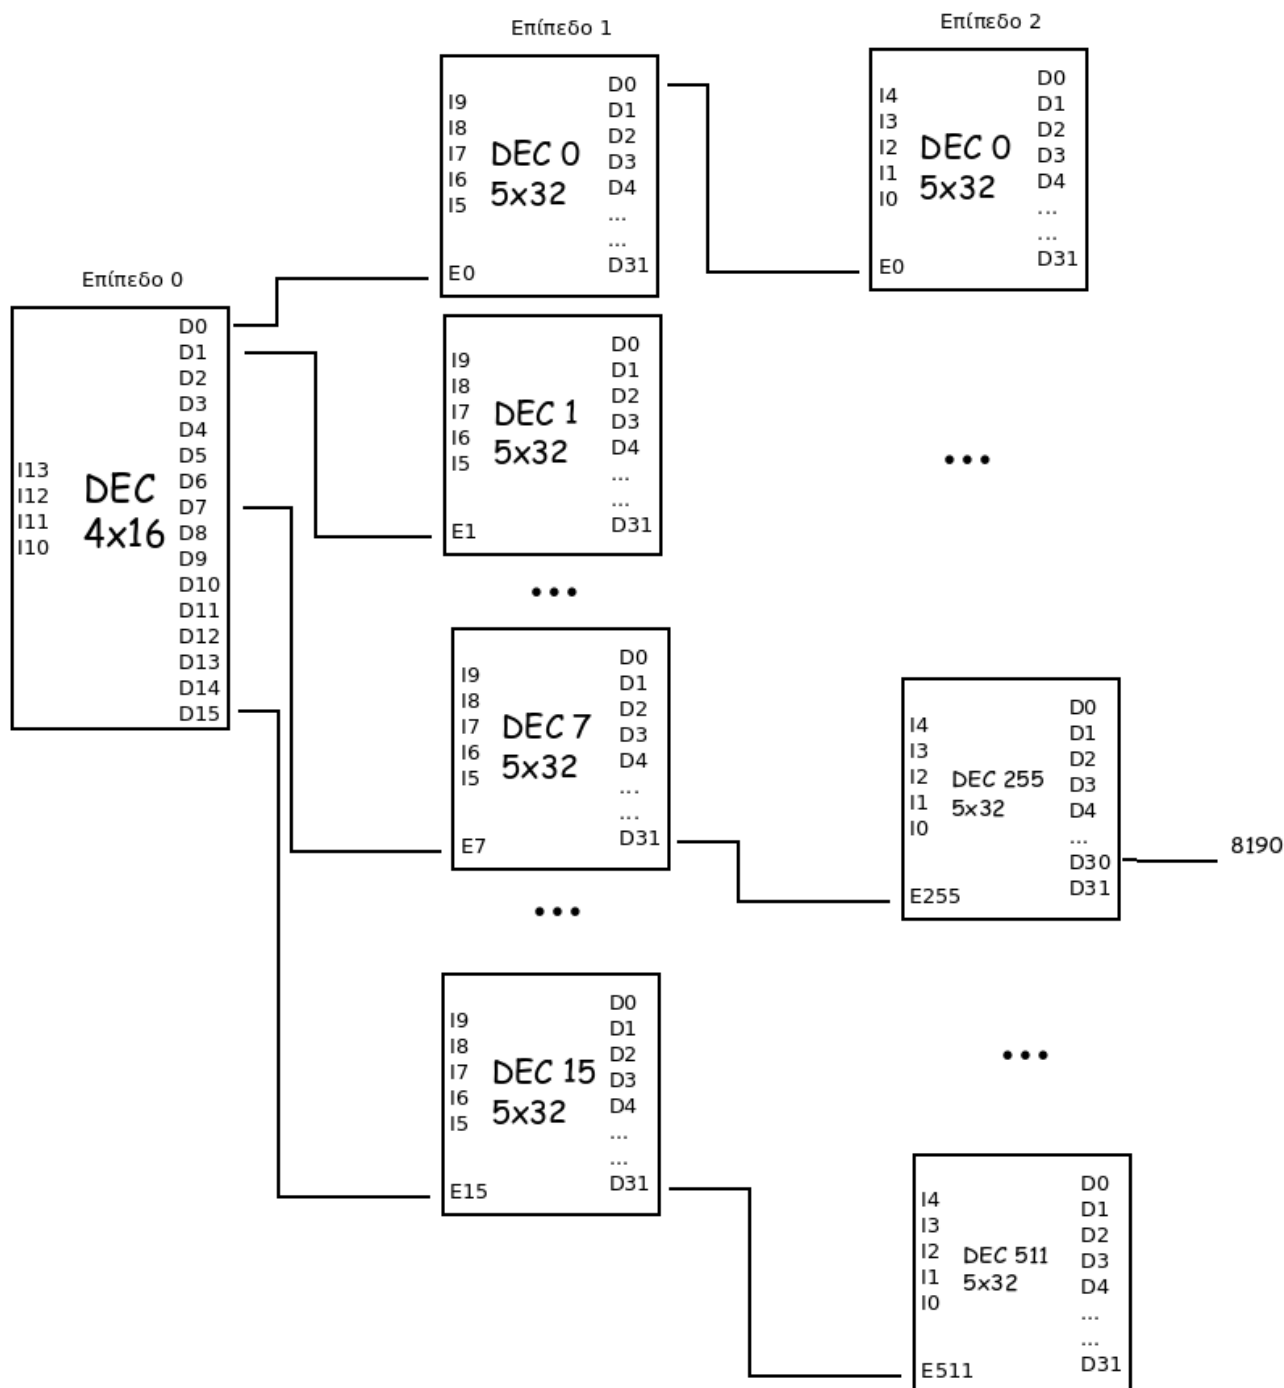 Επίπεδο 0
I13
I12
I11
I10
DEC
4x16
D0
D1
D2
D3
D4
D5
D6
D7
D8
D9
D10
D11
D12
D13
D14
D15
Επίπεδο 1
I9
I8
I7
I6
I5
E0
DEC 0
5x32
D0
D1
D2
D3
D4
...
...
D31
I9
I8
I7
I6
I5
E1
DEC 1
5x32
D0
D1
D2
D3
D4
...
...
D31
•••
I9
I8
I7
I6
I5
E7
DEC 7
5x32
D0
D1
D2
D3
D4
...
...
D31
•••
I9
I8
I7
I6
I5
E15
DEC 15
5x32
D0
D1
D2
D3
D4
...
...
D31
Επίπεδο 2
I4
I3
I2
I1
I0
E0
DEC 0
5x32
D0
D1
D2
D3
D4
...
...
D31
•••
I4
I3
I2
I1
I0
E255
DEC 255
5x32
D0
D1
D2
D3
D4
...
D30
D31
8190
•••
I4
I3
I2
I1
I0
E511
DEC 511
5x32
D0
D1
D2
D3
D4
...
...
D31